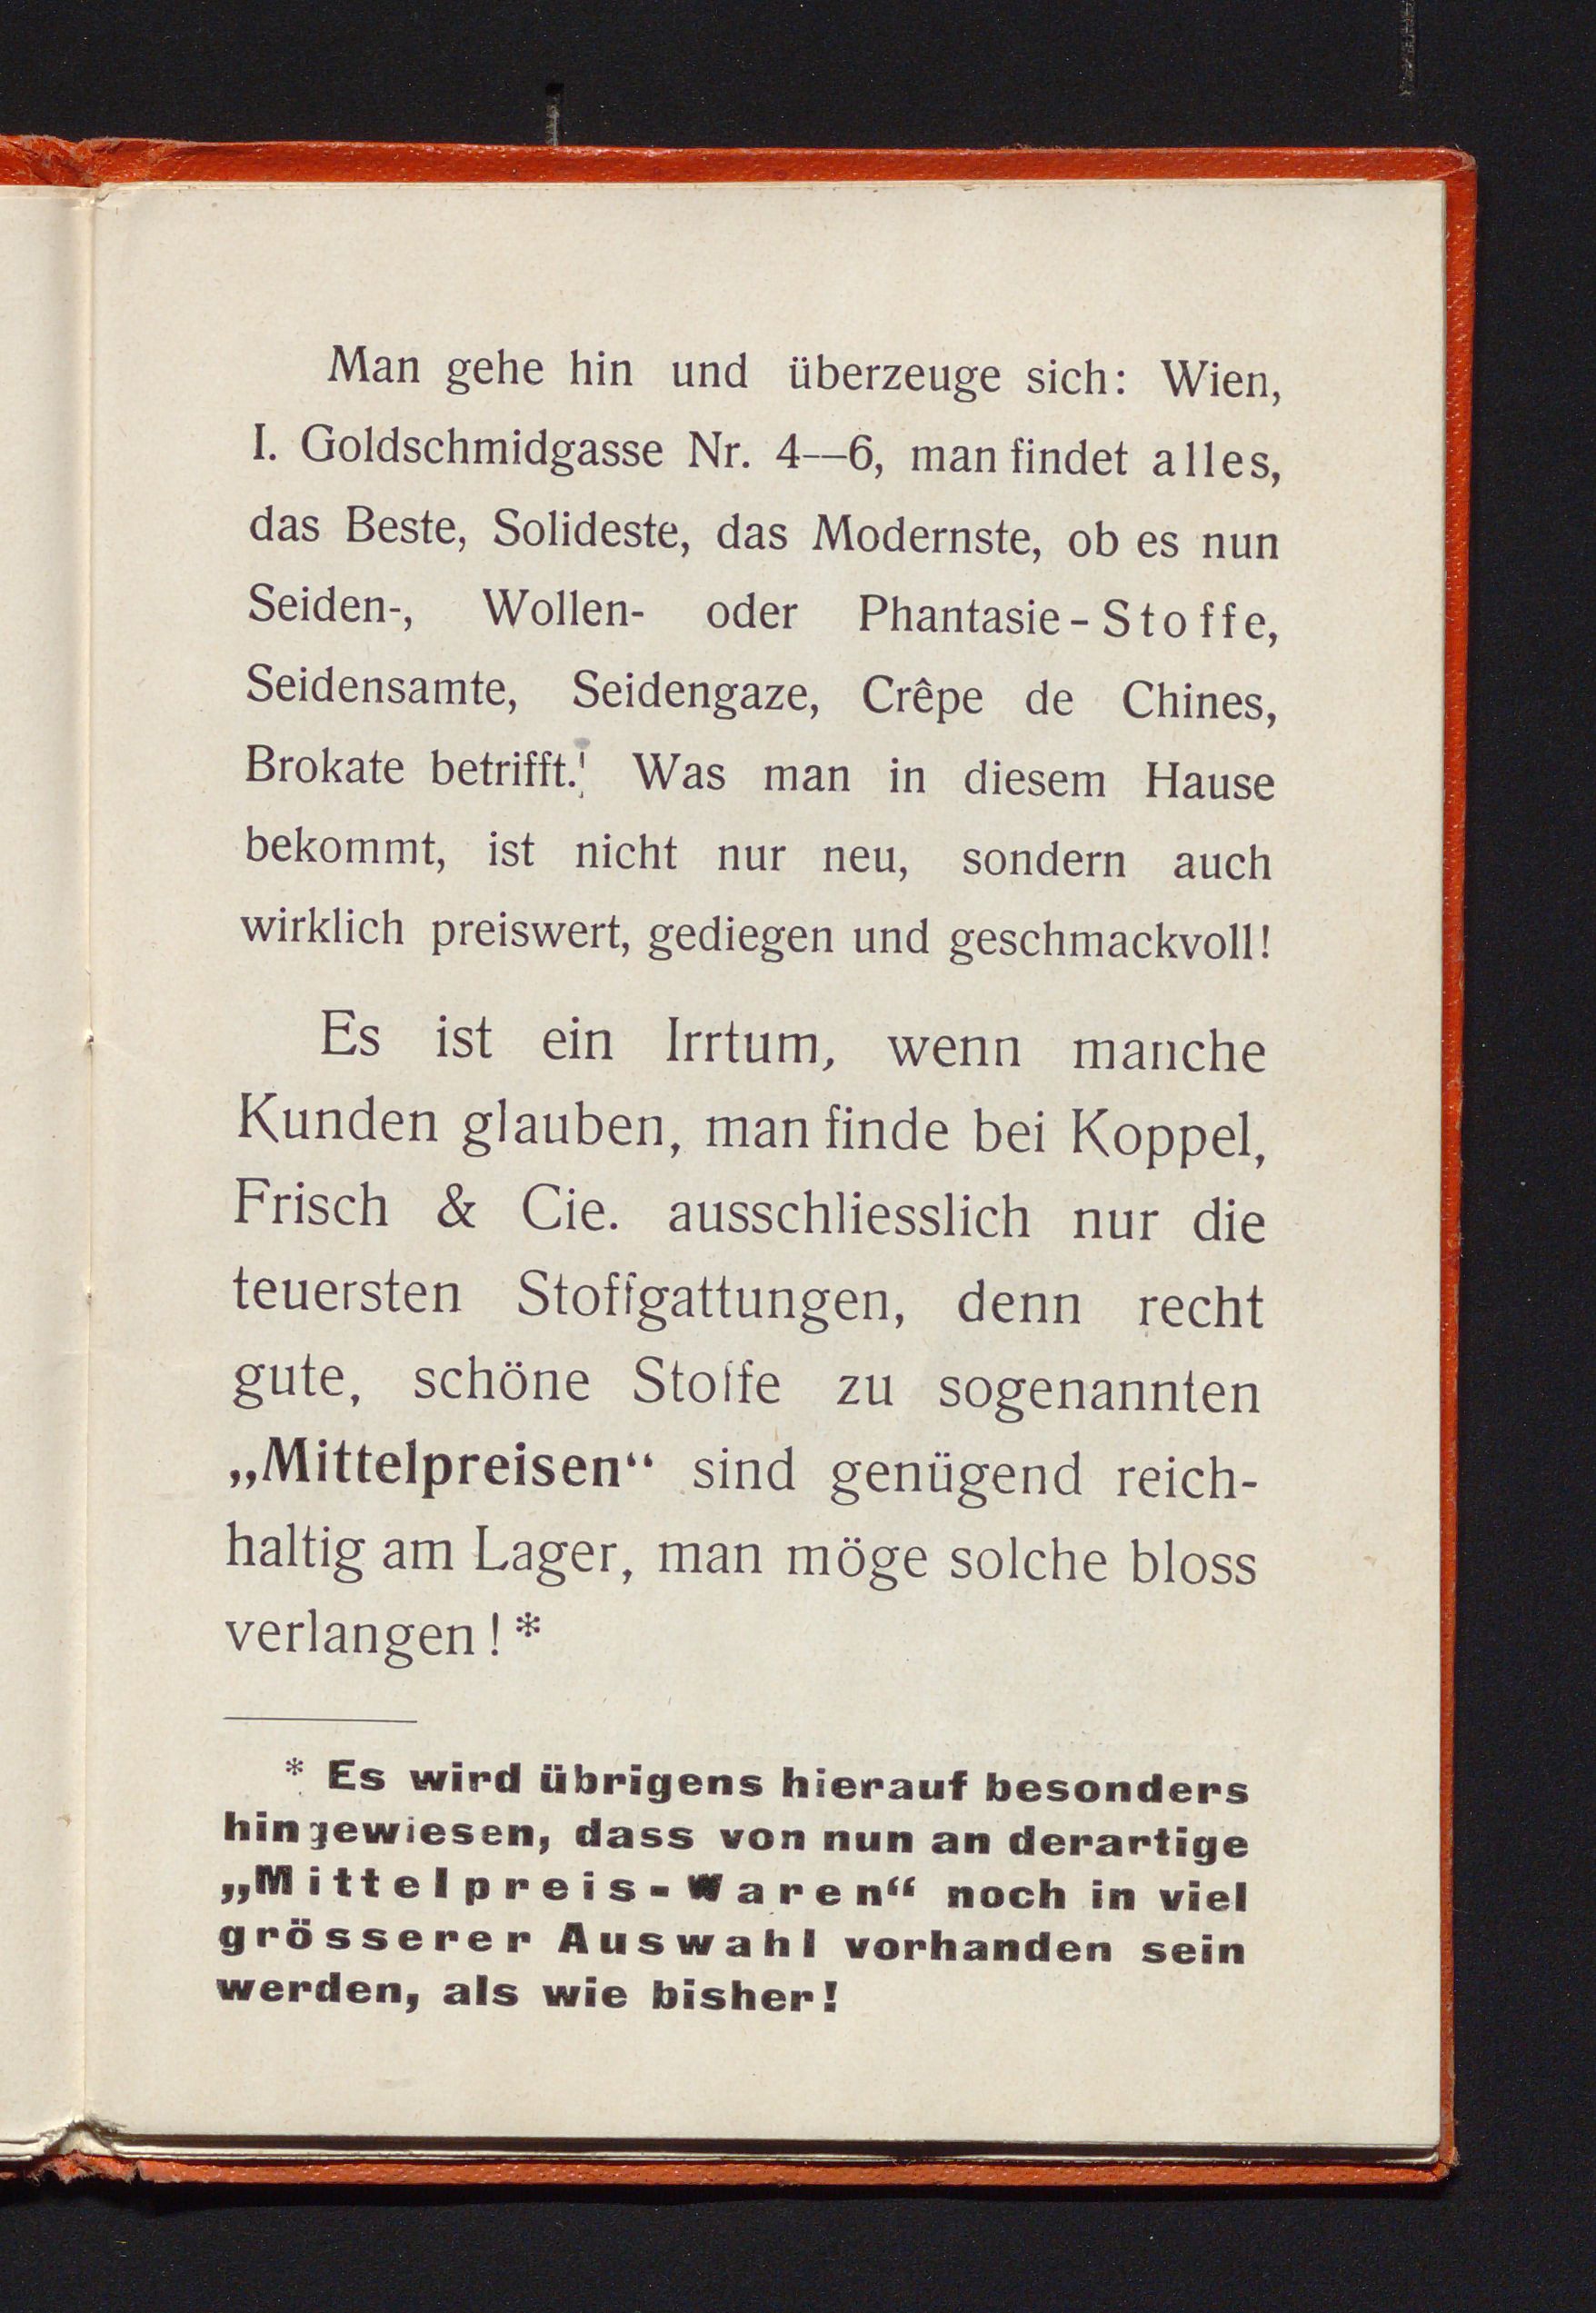 Man gehe hin und überzeuge sich: Wien,
I. Goldschmidgasse Nr. 4—6, man findet alles,
das Beste, Solideste, das Modernste, ob es nun
Seiden-, Wollen- oder Phantasie-Stoffe,
Seidensamte, Seidengaze, Crêpe de Chines,
Brokate betrifft. Was man in diesem Hause
bekommt, ist nicht nur neu, sondern auch
wirklich preiswert, gediegen und geschmackvoll!
Es ist ein Irrtum, wenn manche
Kunden glauben, man finde bei Koppel,
Frisch & Cie. ausschliesslich nur die
teuersten Stoffgattungen, denn recht
gute, schöne Stoffe zu sogenannten
„Mittelpreisen“ sind genügend reich-
haltig am Lager, man möge solche bloss
verlangen! *
* Es wird übrigens hierauf besonders
hingewiesen, dass von nun an derartige
„Mittelpreis-Waren“ noch in viel
grösserer Auswahl vorhanden sein
werden, als wie bisher!